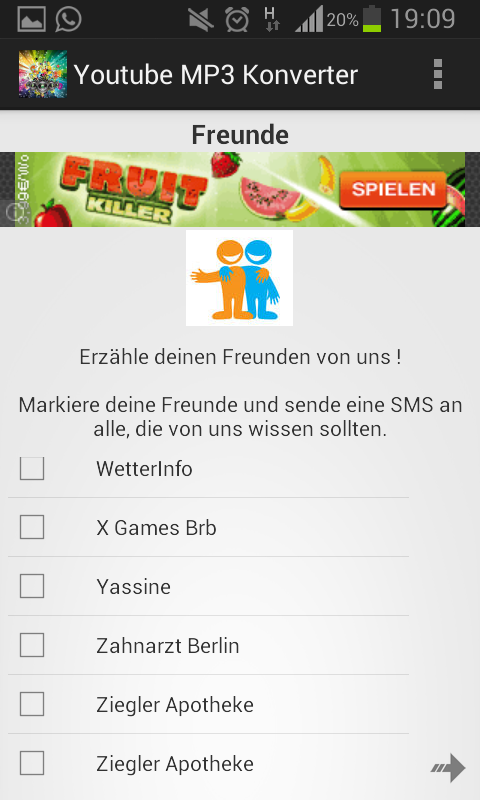 H
20%
19:09
Youtube MP3 Konverter
Freunde
FRUIT
KILLER
SPIELEN
Erzähle deinen Freunden von uns !
Markiere deine Freunde und sende eine SMS an
alle, die von uns wissen sollten.
WetterInfo
X Games Brb
Yassine
Zahnarzt Berlin
Ziegler Apotheke
Ziegler Apotheke